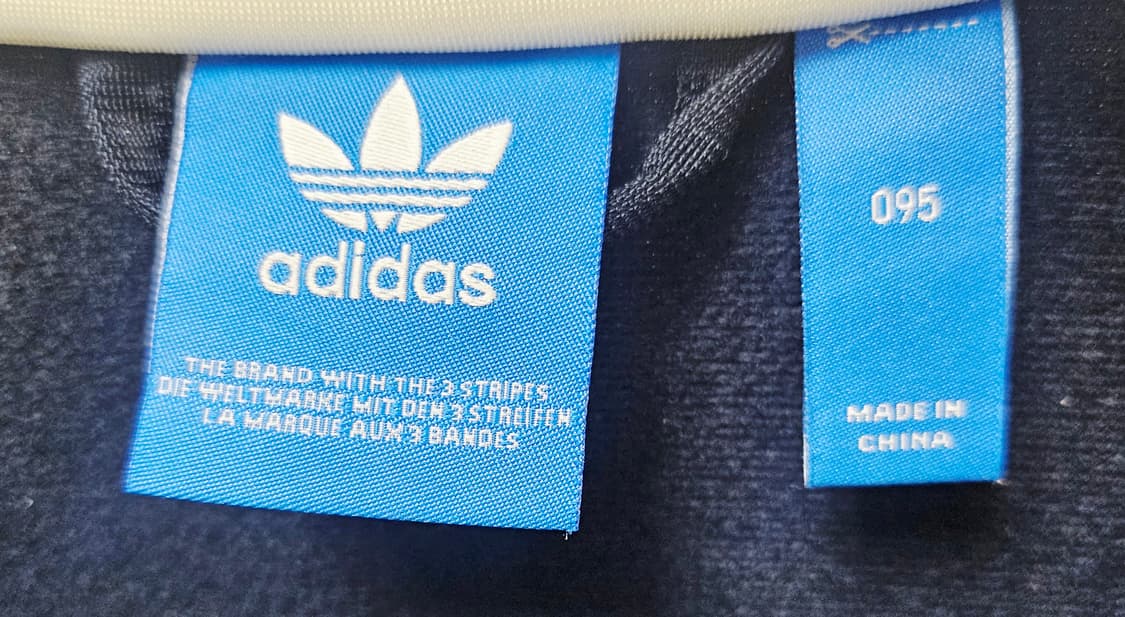 adidas
THE BRAND WITH THE 3 STRIPES
DIE WELTMARKE MIT DEN 3 STREIFEN
LA MARQUE AUX 3 BANDES
095
MADE IN
CHINA